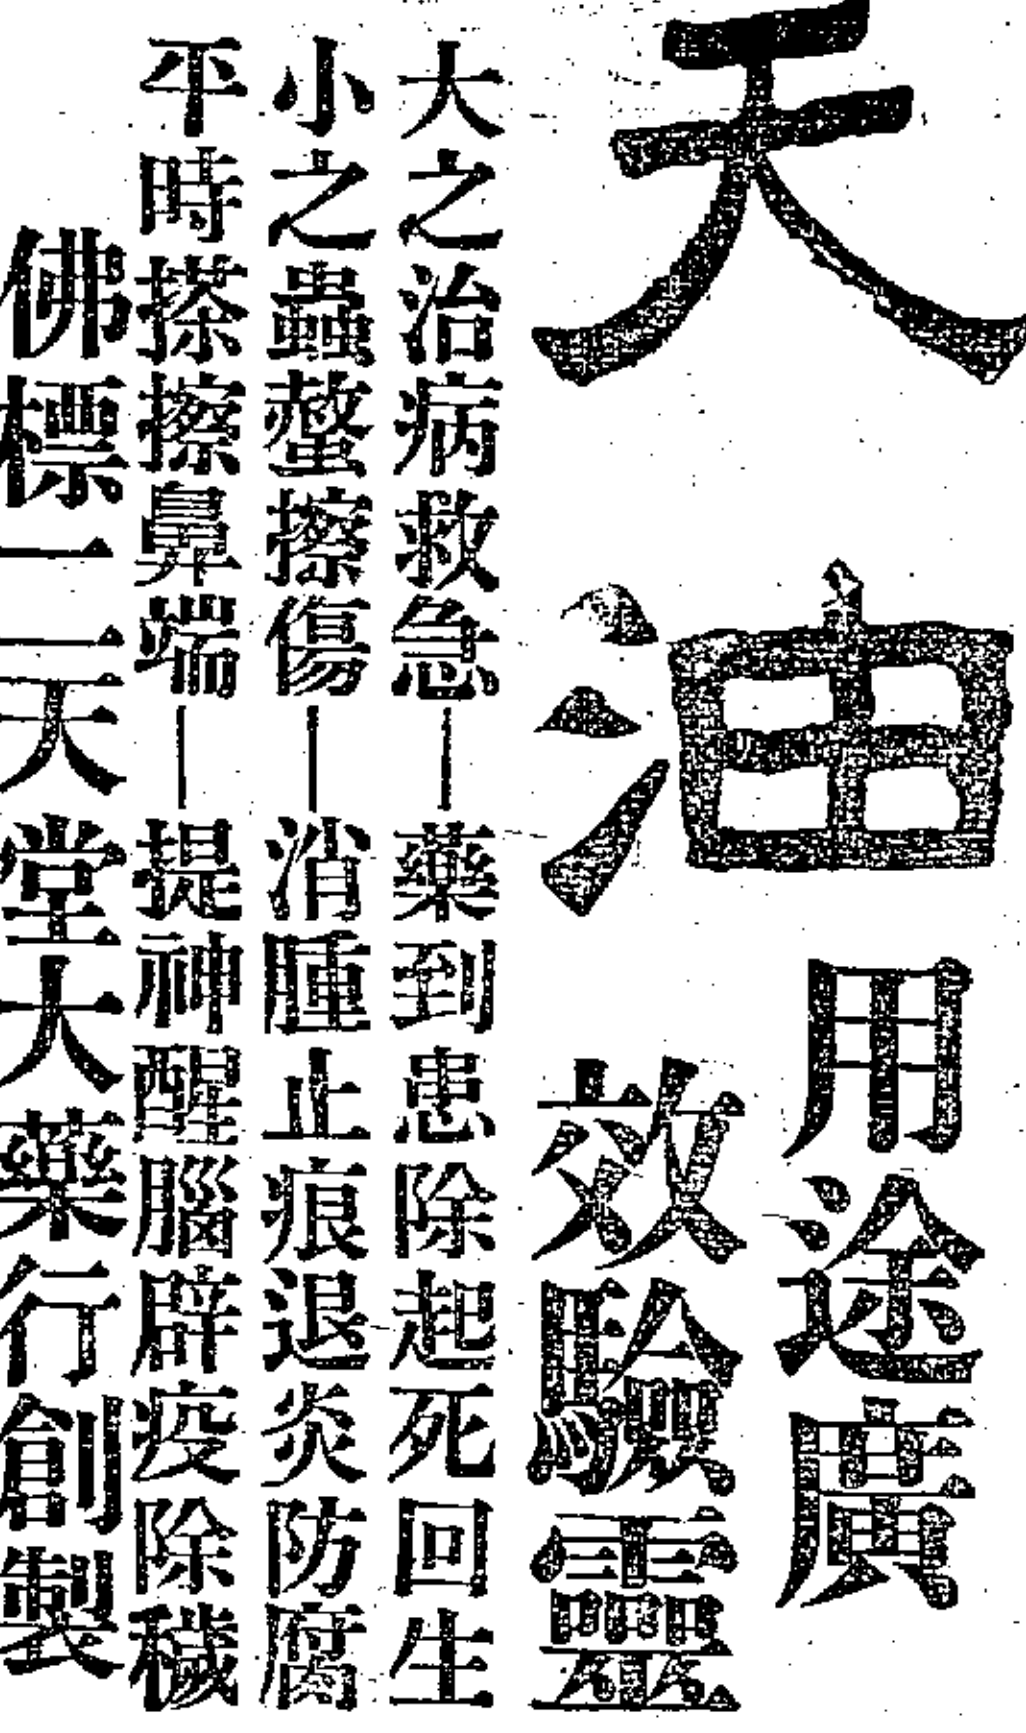 天油
用途廣
效驗靈
大之治病救急—藥到患除起死回生
小之蟲螫擦傷—消腫止痕退炎防腐
平時搽擦鼻端—提神醒腦辟疫除穢
佛標二天堂大藥行創製